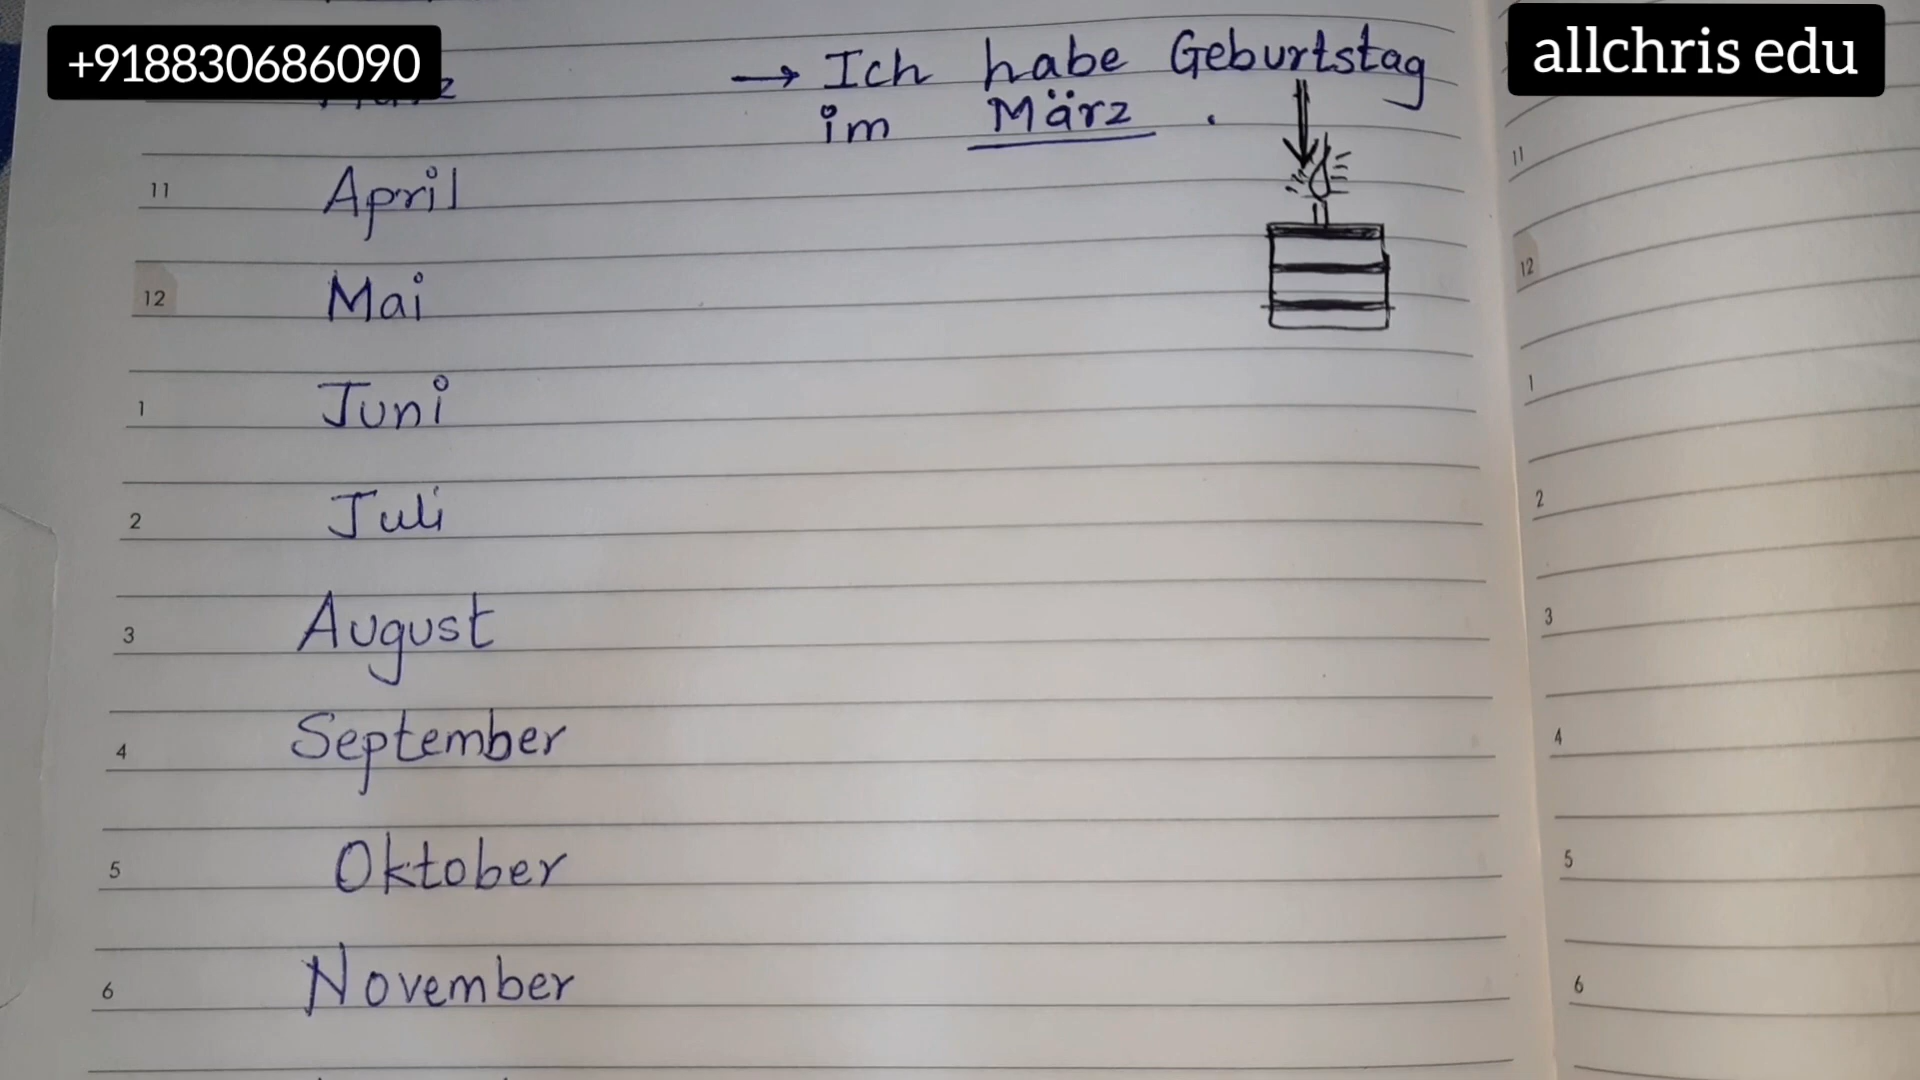 +918830686090
allchris edu
→ Ich habe Geburtstag
im März .
11 April
11
12 Mai
12
1 Juni
1
2 Juli
2
3 August
3
4 September
4
5 Oktober
5
6 November
6